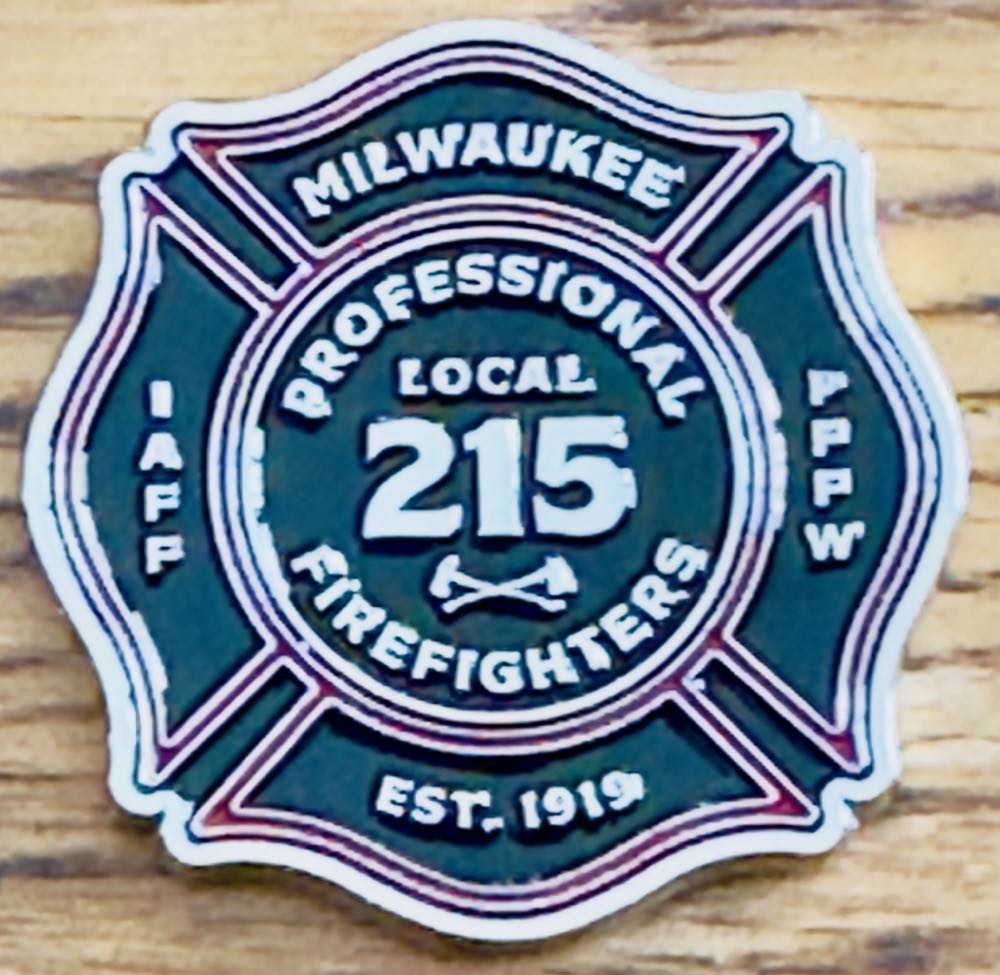 MILWAUKEE
PROFESSIONAL
LOCAL
215
FIREFIGHTERS
IAFF
PFFW
EST. 1919